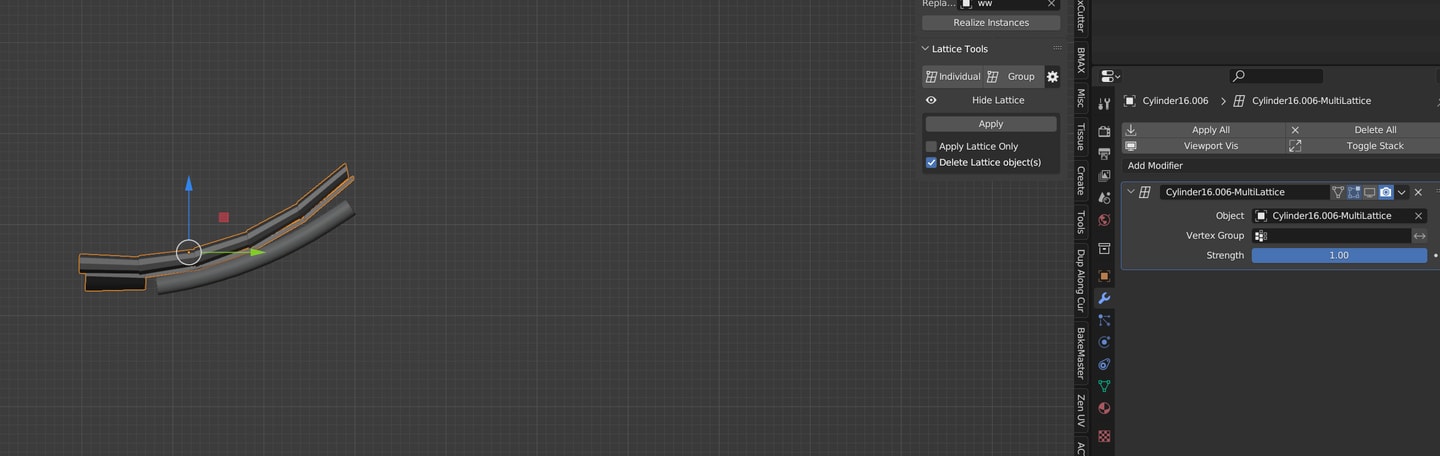 Repla...
ww
Realize Instances
Lattice Tools
Individual
Group
Hide Lattice
Apply
Apply Lattice Only
Delete Lattice object(s)
xCutter
BMAX
Misc
Tissue
Create
Tools
Dup Along Cur
BakeMaster
Zen UV
AC
Cylinder16.006 > Cylinder16.006-MultiLattice
Apply All
Delete All
Viewport Vis
Toggle Stack
Add Modifier
Cylinder16.006-MultiLattice
Object
Cylinder16.006-MultiLattice
Vertex Group
Strength
1.00